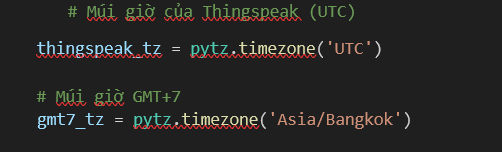 # Múi giờ của Thingspeak (UTC)
thingspeak_tz = pytz.timezone('UTC')
# Múi giờ GMT+7
gmt7_tz = pytz.timezone('Asia/Bangkok')